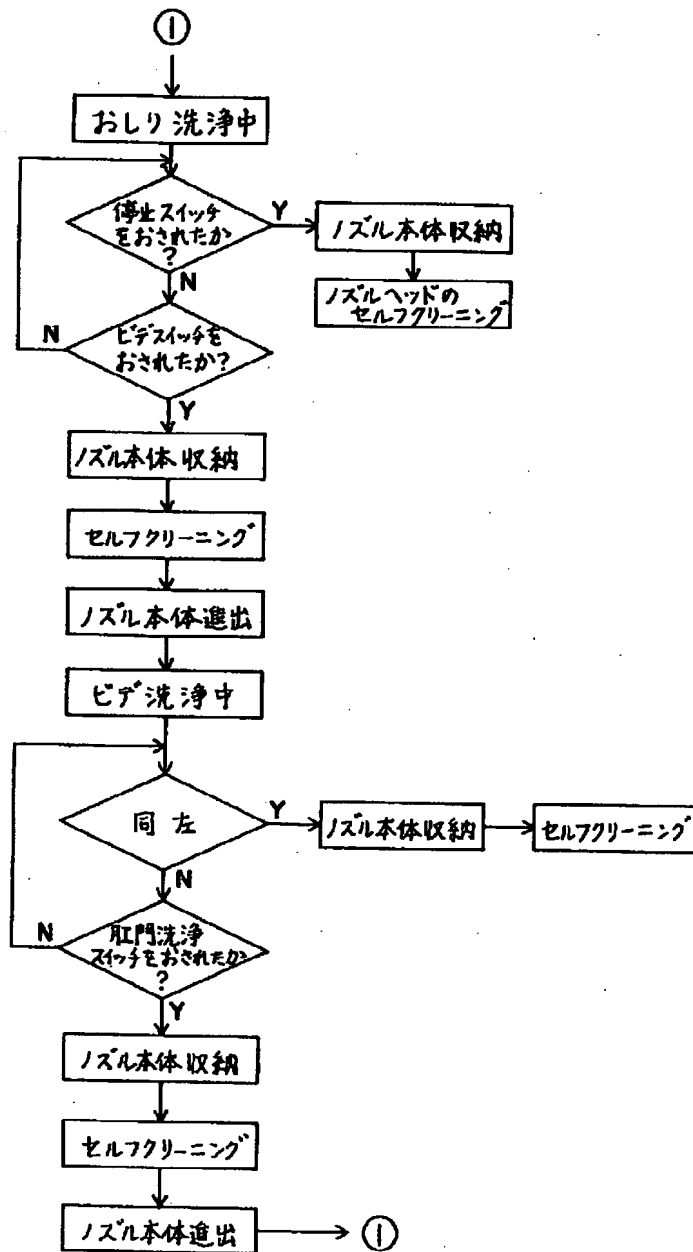 ①
おしり洗浄中
停止スイッチ
をおされたか
?
Y
ノズル本体収納
ノズルヘッドの
セルフクリーニング
N
ビデスイッチを
おされたか?
N
Y
ノズル本体収納
セルフクリーニング
ノズル本体進出
ビデ洗浄中
同左
Y
ノズル本体収納
セルフクリーニング
N
肛門洗浄
スイッチをおされたか
?
N
Y
ノズル本体収納
セルフクリーニング
ノズル本体進出
①